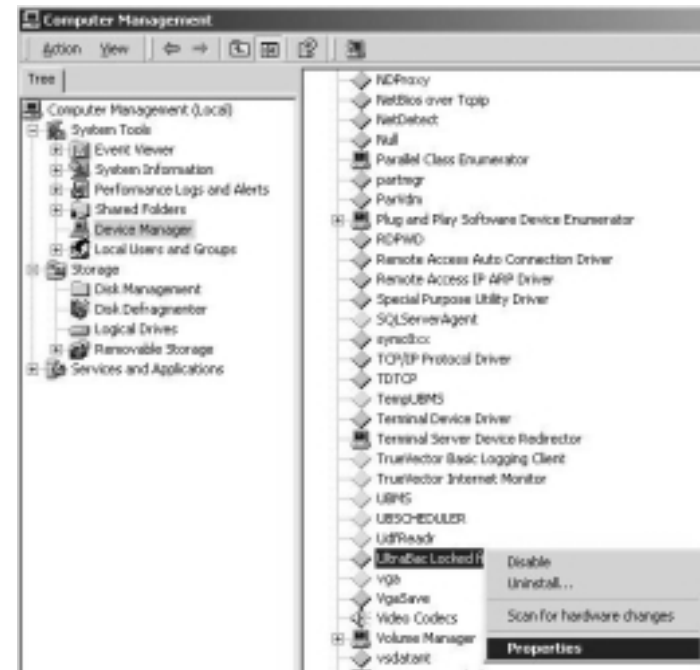 Computer Management
Action View
Tree
Computer Management (Local)
System Tools
Event Viewer
System Information
Performance Logs and Alerts
Shared Folders
Device Manager
Local Users and Groups
Storage
Disk Management
Disk Defragmenter
Logical Drives
Removable Storage
Services and Applications
NDProxy
NetBios over Tcpip
NetDetect
Null
Parallel Class Enumerator
partmgr
ParVdm
Plug and Play Software Device Enumerator
RDPWD
Remote Access Auto Connection Driver
Remote Access IP ARP Driver
Special Purpose Utility Driver
SQLServerAgent
symc8xx
TCP/IP Protocol Driver
TDTCP
TempUBMS
Terminal Device Driver
Terminal Server Device Redirector
TrueVector Basic Logging Client
TrueVector Internet Monitor
UBMS
UBSCHEDULER
UdfReadr
UltraBac Locked
vga
VgaSave
Video Codecs
Volume Manager
vsdatant
Disable
Uninstall...
Scan for hardware changes
Properties